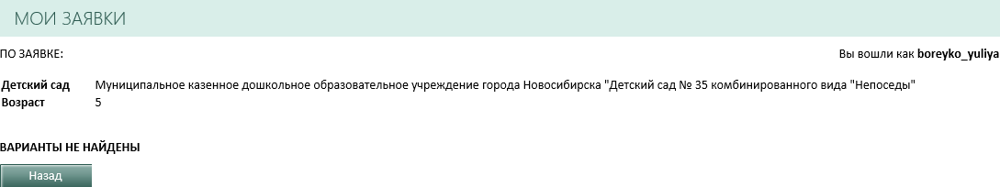 МОИ ЗАЯВКИ
ПО ЗАЯВКЕ: Вы вошли как boreyko_yuliya
Детский сад Муниципальное казенное дошкольное образовательное учреждение города Новосибирска "Детский сад № 35 комбинированного вида "Непоседы"
Возраст 5
ВАРИАНТЫ НЕ НАЙДЕНЫ
Назад